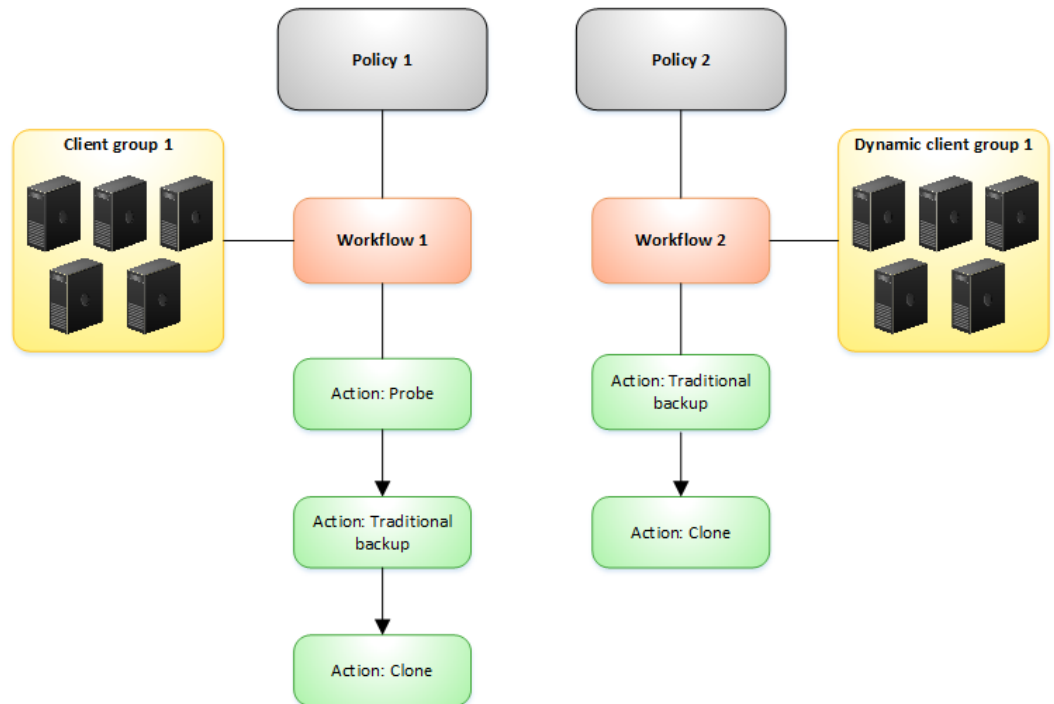 Policy 1
Policy 2
Client group 1
Dynamic client group 1
Workflow 1
Workflow 2
Action: Probe
Action: Traditional
backup
Action: Traditional
backup
Action: Clone
Action: Clone